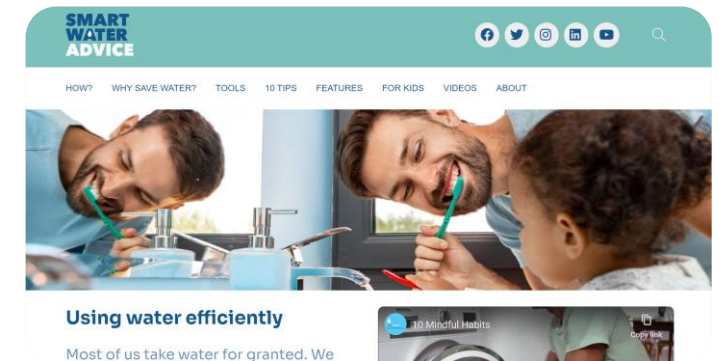 SMART
WATER
ADVICE
HOW? WHY SAVE WATER? TOOLS 10 TIPS FEATURES FOR KIDS VIDEOS ABOUT
Using water efficiently
10 Mindful Habits
Copy link
Most of us take water for granted. We